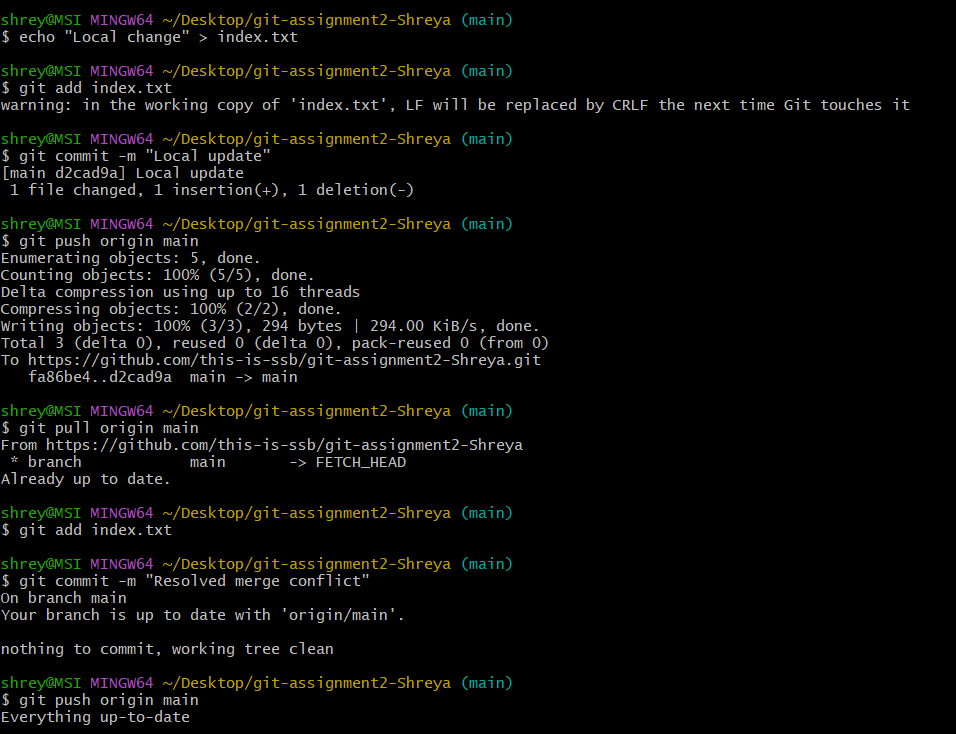 shrey@MSI MINGW64 ~/Desktop/git-assignment2-Shreya (main)
$ echo "Local change" > index.txt
shrey@MSI MINGW64 ~/Desktop/git-assignment2-Shreya (main)
$ git add index.txt
warning: in the working copy of 'index.txt', LF will be replaced by CRLF the next time Git touches it
shrey@MSI MINGW64 ~/Desktop/git-assignment2-Shreya (main)
$ git commit -m "Local update"
[main d2cad9a] Local update
 1 file changed, 1 insertion(+), 1 deletion(-)
shrey@MSI MINGW64 ~/Desktop/git-assignment2-Shreya (main)
$ git push origin main
Enumerating objects: 5, done.
Counting objects: 100% (5/5), done.
Delta compression using up to 16 threads
Compressing objects: 100% (2/2), done.
Writing objects: 100% (3/3), 294 bytes | 294.00 KiB/s, done.
Total 3 (delta 0), reused 0 (delta 0), pack-reused 0 (from 0)
To https://github.com/this-is-ssb/git-assignment2-Shreya.git
   fa86be4..d2cad9a  main -> main
shrey@MSI MINGW64 ~/Desktop/git-assignment2-Shreya (main)
$ git pull origin main
From https://github.com/this-is-ssb/git-assignment2-Shreya
 * branch            main       -> FETCH_HEAD
Already up to date.
shrey@MSI MINGW64 ~/Desktop/git-assignment2-Shreya (main)
$ git add index.txt
shrey@MSI MINGW64 ~/Desktop/git-assignment2-Shreya (main)
$ git commit -m "Resolved merge conflict"
On branch main
Your branch is up to date with 'origin/main'.
nothing to commit, working tree clean
shrey@MSI MINGW64 ~/Desktop/git-assignment2-Shreya (main)
$ git push origin main
Everything up-to-date